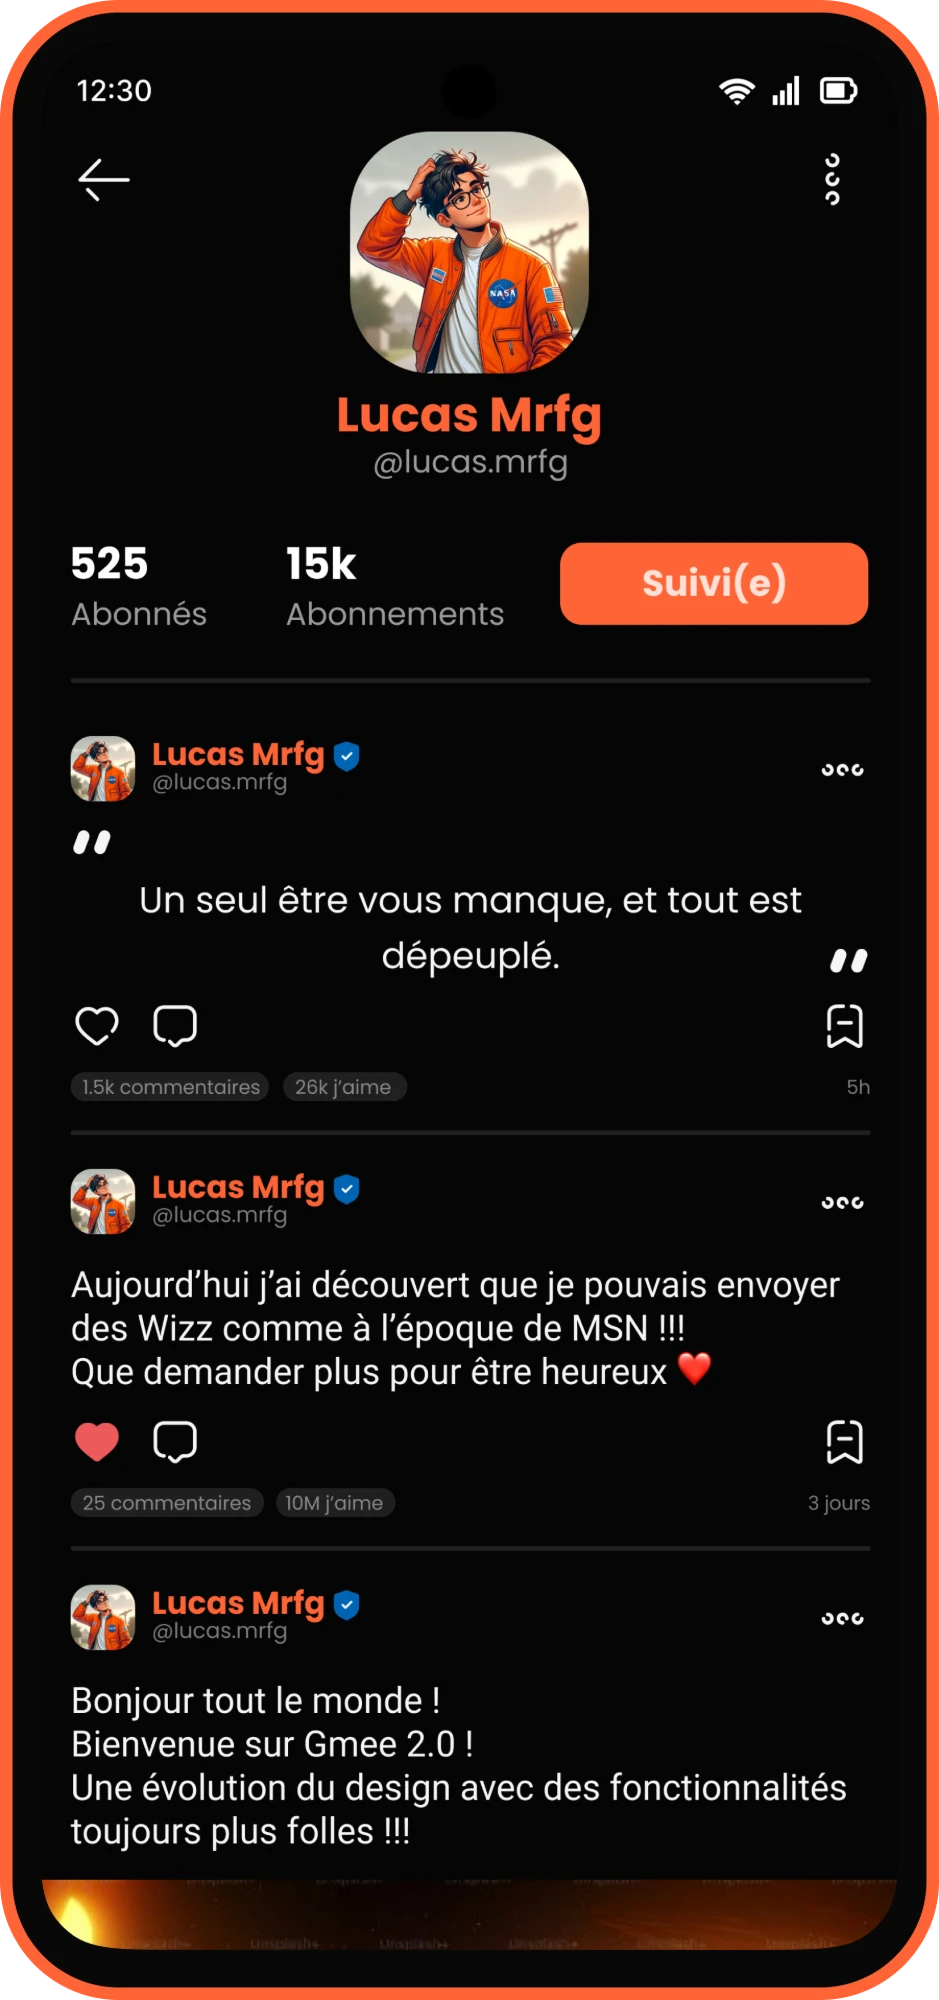 12:30
NASA
Lucas Mrfg
@lucas.mrfg
525
15k
Suivi(e)
Abonnés
Abonnements
Lucas Mrfg
@lucas.mrfg
"
Un seul être vous manque, et tout est
dépeuplé.
"
1.5k commentaires
26k j’aime
5h
Lucas Mrfg
@lucas.mrfg
Aujourd’hui j’ai découvert que je pouvais envoyer
des Wizz comme à l’époque de MSN !!!
Que demander plus pour être heureux ❤️
25 commentaires
10M j’aime
3 jours
Lucas Mrfg
@lucas.mrfg
Bonjour tout le monde !
Bienvenue sur Gmee 2.0 !
Une évolution du design avec des fonctionnalités
toujours plus folles !!!
Unsplash+ Unsplash+ Unsplash+